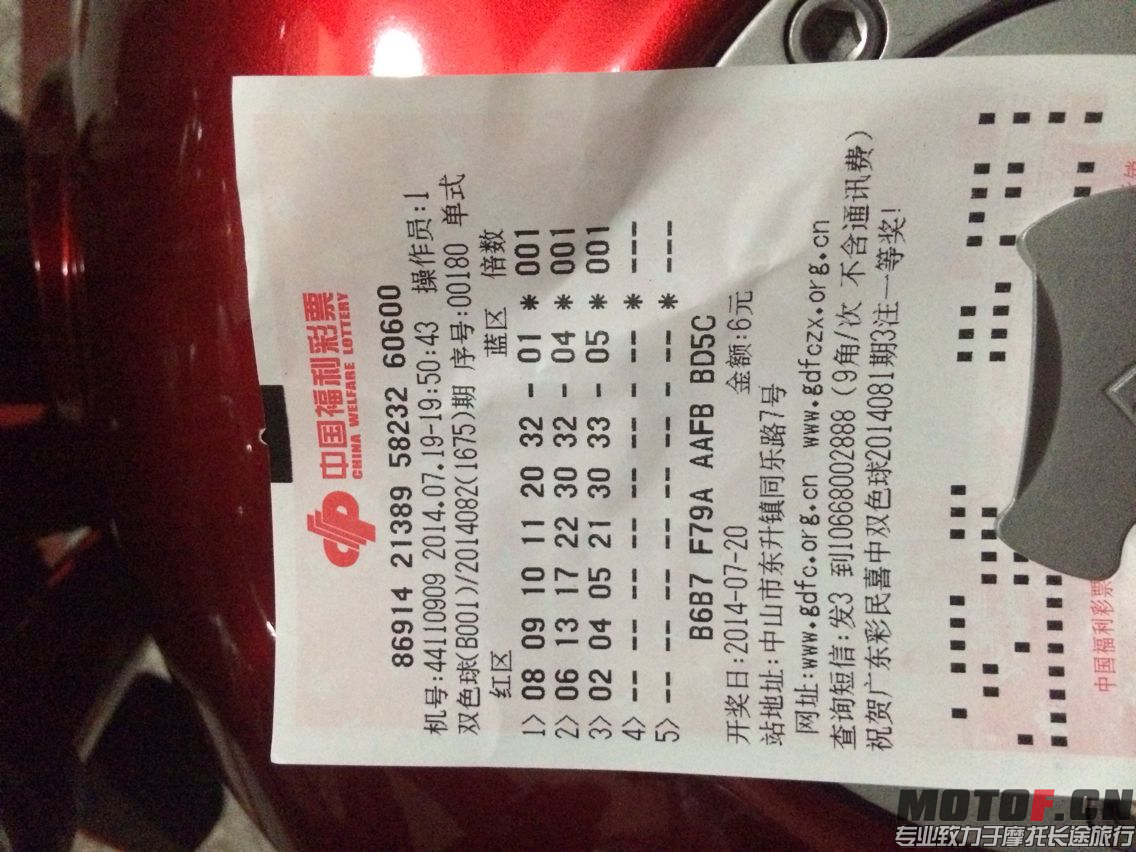 中国福利彩票
CHINA WELFARE LOTTERY
86914 21389 58232 60600
机号:44110909 2014.07.19-19:50:43 操作员:1
双色球(B001)/2014082(1675)期 序号:00180 单式
红区 蓝区 倍数
1> 08 09 10 11 20 32 - 01 * 001
2> 06 13 17 22 30 32 - 04 * 001
3> 02 04 05 21 30 33 - 05 * 001
4> -- -- -- -- -- -- -- * ---
5> -- -- -- -- -- -- -- * ---
B6B7 F79A AAFB BD5C
开奖日:2014-07-20 金额:6元
站地址:中山市东升镇同乐路7号
网址:www.gdfc.org.cn www.gdfczx.org.cn
查询短信:发3 到10668002888 (9角/次 不含通讯费)
祝贺广东彩民喜中双色球2014081期3注一等奖!
中国福利彩票
MOTOF.CN
专业致力于摩托长途旅行